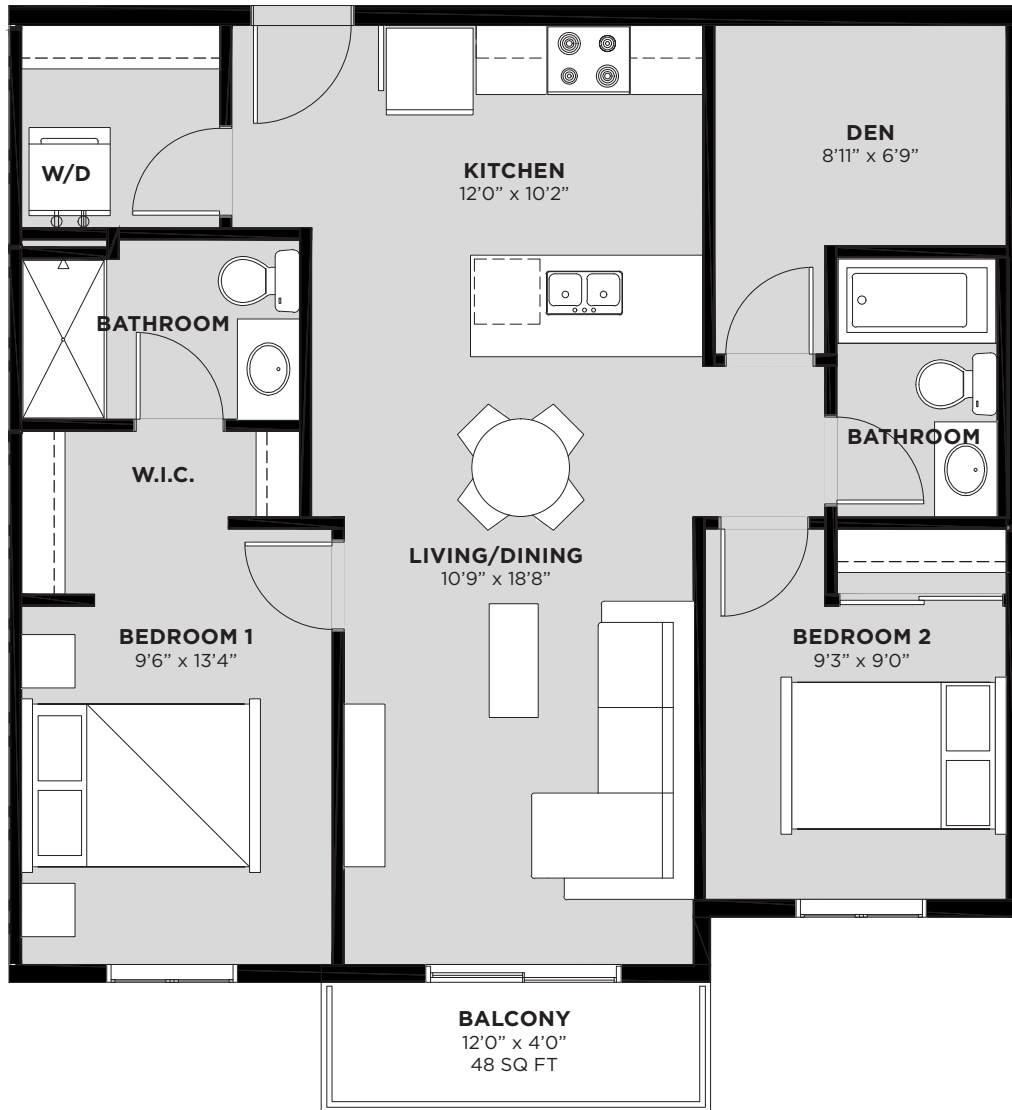 DEN
8’11” x 6’9”
W/D
KITCHEN
12’0” x 10’2”
BATHROOM
BATHROOM
W.I.C.
LIVING/DINING
10’9” x 18’8”
BEDROOM 1
9’6” x 13’4”
BEDROOM 2
9’3” x 9’0”
BALCONY
12’0” x 4’0”
48 SQ FT